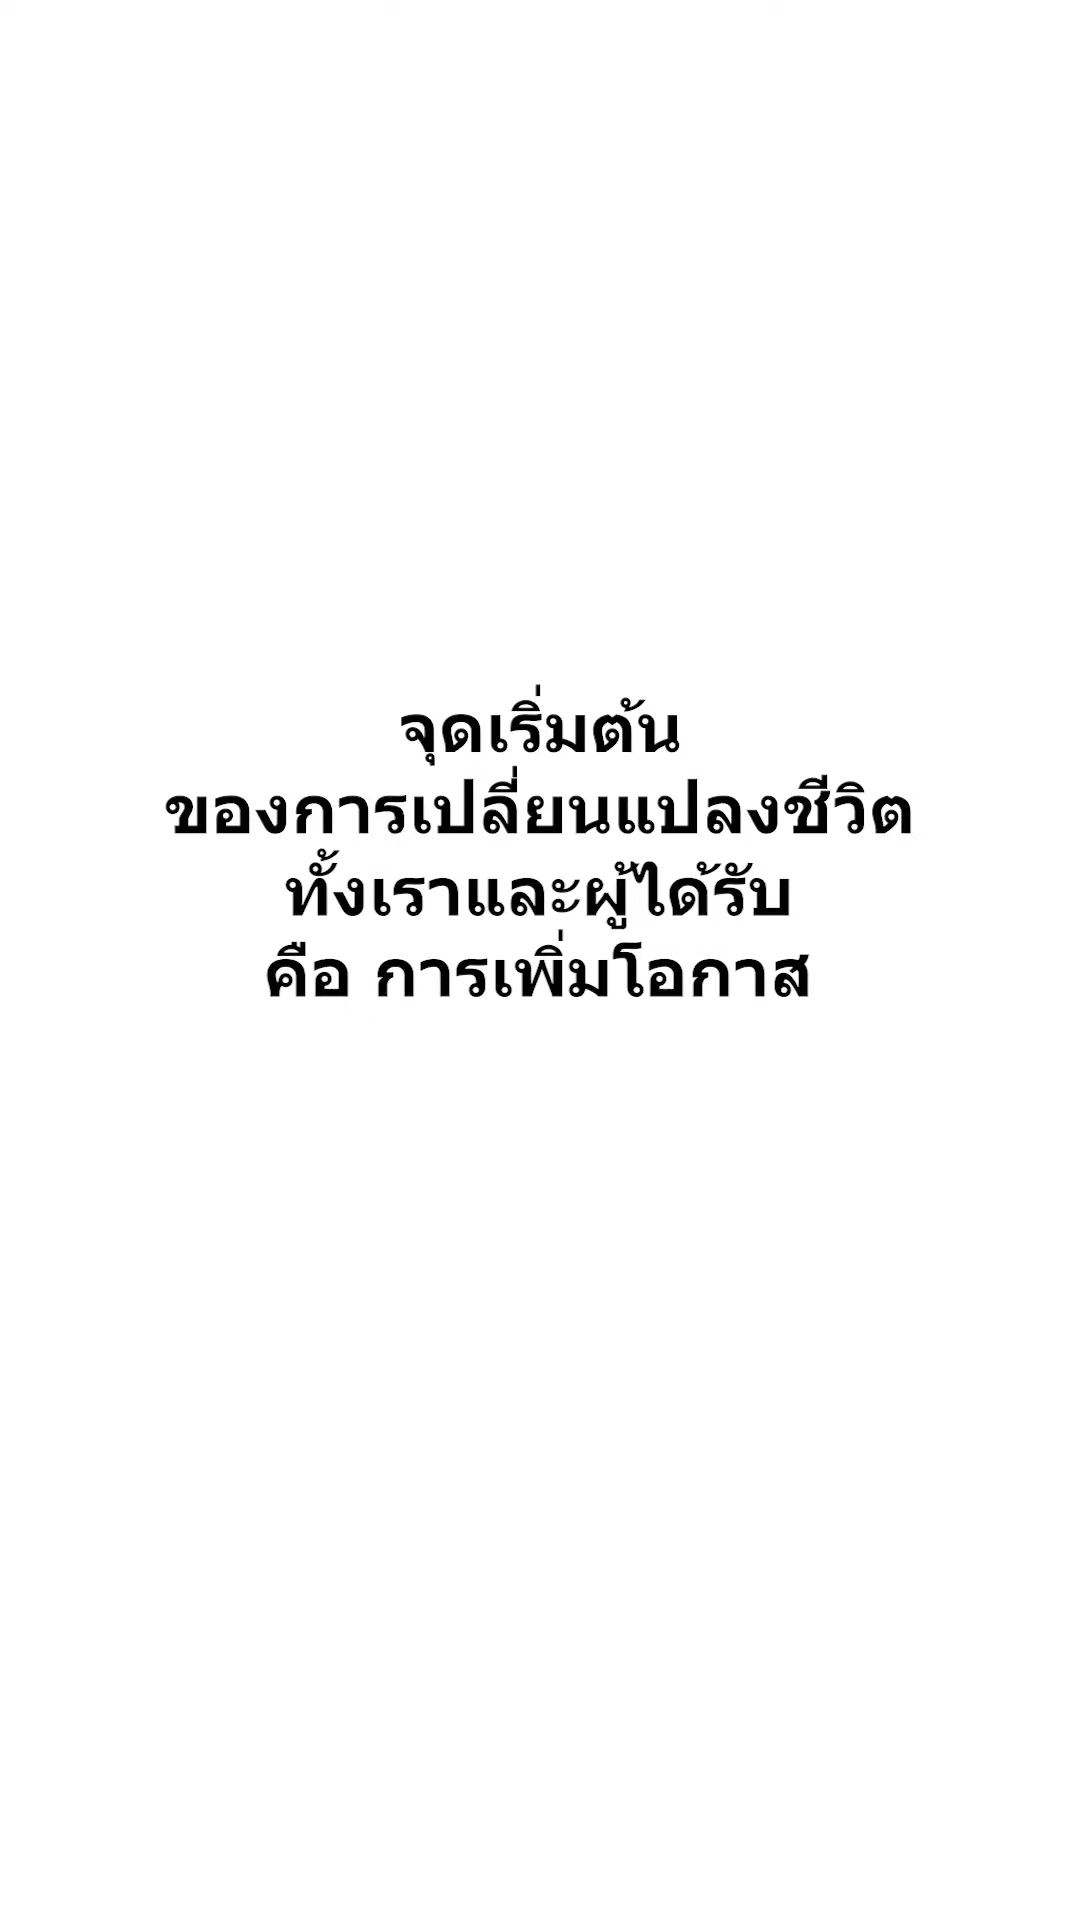 จุดเริ่มต้น
ของการเปลี่ยนแปลงชีวิต
ทั้งเราและผู้ได้รับ
คือ การเพิ่มโอกาส